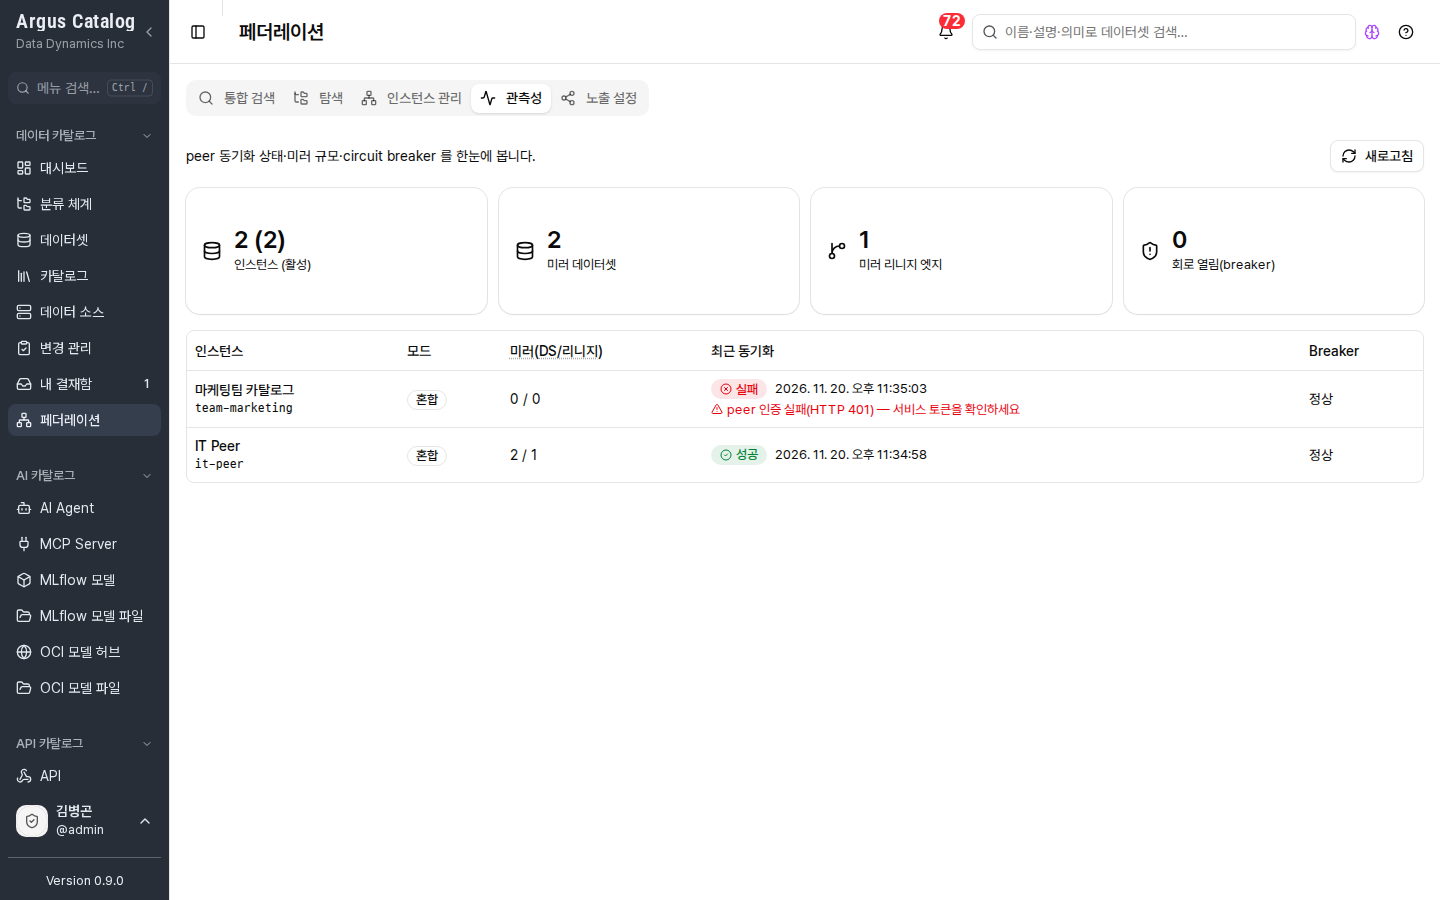 Argus Catalog
Data Dynamics Inc
메뉴 검색... Ctrl /
데이터 카탈로그
대시보드
분류 체계
데이터셋
카탈로그
데이터 소스
변경 관리
내 결재함 1
페더레이션
AI 카탈로그
AI Agent
MCP Server
MLflow 모델
MLflow 모델 파일
OCI 모델 허브
OCI 모델 파일
API 카탈로그
API
김병곤
@admin
Version 0.9.0
페더레이션
72
이름·설명·의미로 데이터셋 검색...
통합 검색 탐색 인스턴스 관리 관측성 노출 설정
peer 동기화 상태·미러 규모·circuit breaker 를 한눈에 봅니다.
새로고침
2 (2)
인스턴스 (활성)
2
미러 데이터셋
1
미러 리니지 엣지
0
회로 열림(breaker)
인스턴스 모드 미러(DS/리니지) 최근 동기화 Breaker
마케팅팀 카탈로그
team-marketing
혼합
0 / 0
실패 2026. 11. 20. 오후 11:35:03
peer 인증 실패(HTTP 401) — 서비스 토큰을 확인하세요
정상
IT Peer
it-peer
혼합
2 / 1
성공 2026. 11. 20. 오후 11:34:58
정상